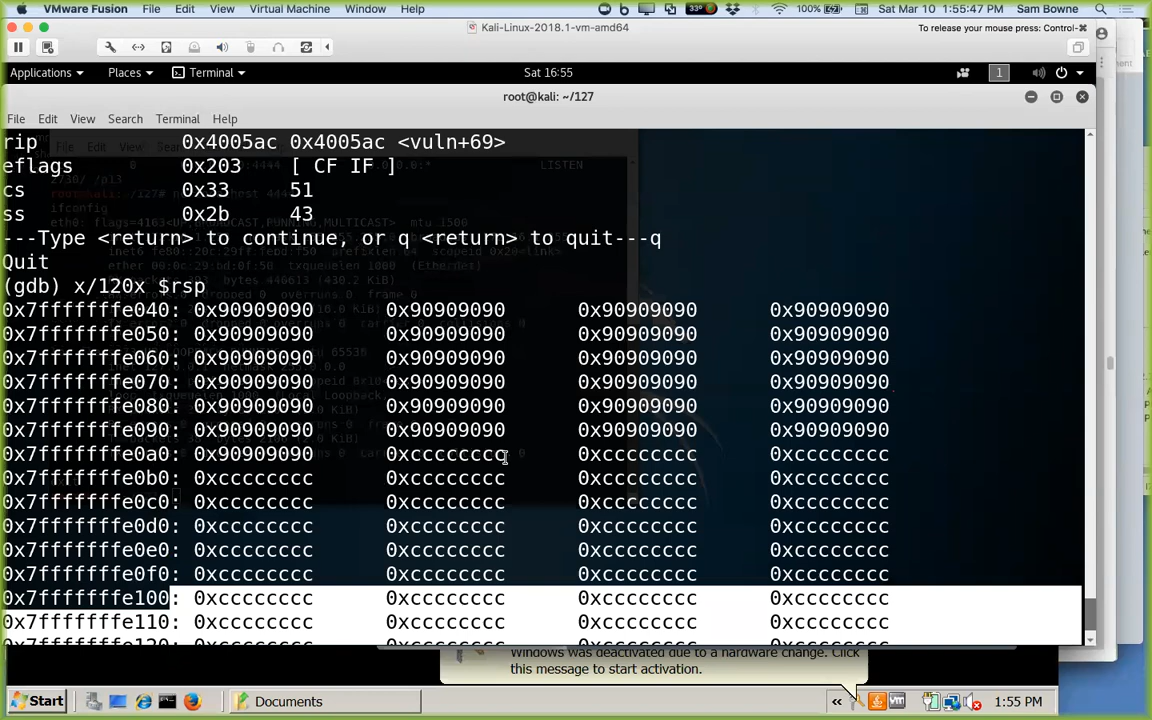 VMware Fusion File Edit View Virtual Machine Window Help 33° 100% Sat Mar 10 1:55:47 PM Sam Bowne
Kali-Linux-2018.1-vm-amd64 To release your mouse press: Control-⌘
Applications Places Terminal Sat 16:55 1
root@kali: ~/127
File Edit View Search Terminal Help
rip 0x4005ac 0x4005ac <vuln+69>
eflags 0x203 [ CF IF ]
cs 0x33 51
ss 0x2b 43
---Type <return> to continue, or q <return> to quit---q
Quit
(gdb) x/120x $rsp
0x7fffffffe040: 0x90909090 0x90909090 0x90909090 0x90909090
0x7fffffffe050: 0x90909090 0x90909090 0x90909090 0x90909090
0x7fffffffe060: 0x90909090 0x90909090 0x90909090 0x90909090
0x7fffffffe070: 0x90909090 0x90909090 0x90909090 0x90909090
0x7fffffffe080: 0x90909090 0x90909090 0x90909090 0x90909090
0x7fffffffe090: 0x90909090 0x90909090 0x90909090 0x90909090
0x7fffffffe0a0: 0x90909090 0xcccccccc 0xcccccccc 0xcccccccc
0x7fffffffe0b0: 0xcccccccc 0xcccccccc 0xcccccccc 0xcccccccc
0x7fffffffe0c0: 0xcccccccc 0xcccccccc 0xcccccccc 0xcccccccc
0x7fffffffe0d0: 0xcccccccc 0xcccccccc 0xcccccccc 0xcccccccc
0x7fffffffe0e0: 0xcccccccc 0xcccccccc 0xcccccccc 0xcccccccc
0x7fffffffe0f0: 0xcccccccc 0xcccccccc 0xcccccccc 0xcccccccc
0x7fffffffe100: 0xcccccccc 0xcccccccc 0xcccccccc 0xcccccccc
0x7fffffffe110: 0xcccccccc 0xcccccccc 0xcccccccc 0xcccccccc
Windows was deactivated due to a hardware change. Click
this message to start activation.
Start Documents « 1:55 PM